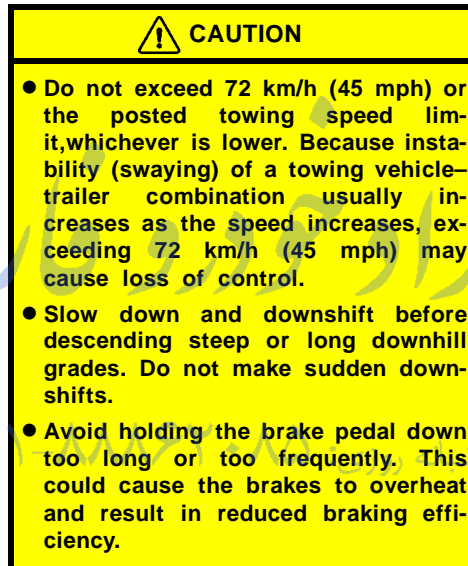 CAUTION
● Do not exceed 72 km/h (45 mph) or
the posted towing speed lim-
it,whichever is lower. Because insta-
bility (swaying) of a towing vehicle–
trailer combination usually in-
creases as the speed increases, ex-
ceeding 72 km/h (45 mph) may
cause loss of control.
● Slow down and downshift before
descending steep or long downhill
grades. Do not make sudden down-
shifts.
● Avoid holding the brake pedal down
too long or too frequently. This
could cause the brakes to overheat
and result in reduced braking effi-
ciency.